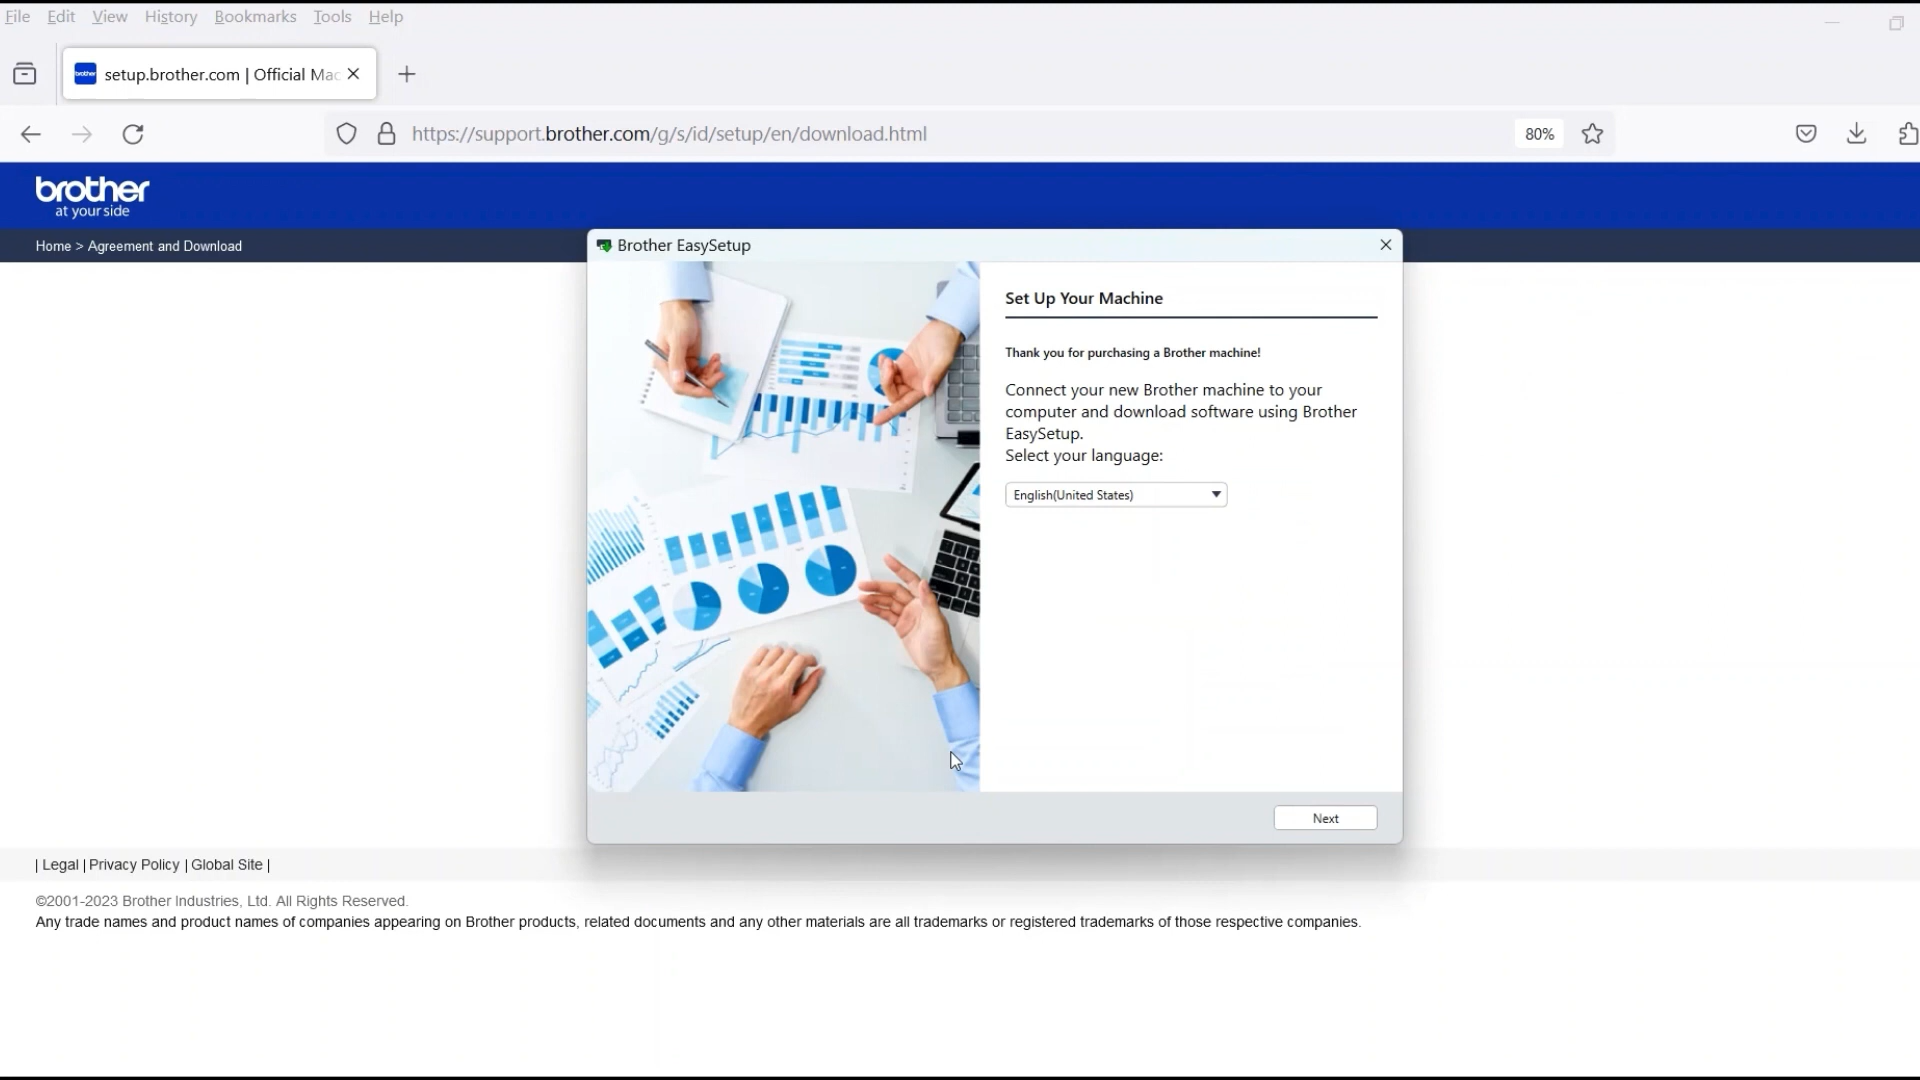 File Edit View History Bookmarks Tools Help
brother setup.brother.com | Official Mac
https://support.brother.com/g/s/id/setup/en/download.html 80%
brother
at your side
Home > Agreement and Download
Brother EasySetup
Set Up Your Machine
Thank you for purchasing a Brother machine!
Connect your new Brother machine to your
computer and download software using Brother
EasySetup.
Select your language:
English(United States)
Next
| Legal | Privacy Policy | Global Site |
©2001-2023 Brother Industries, Ltd. All Rights Reserved.
Any trade names and product names of companies appearing on Brother products, related documents and any other materials are all trademarks or registered trademarks of those respective companies.